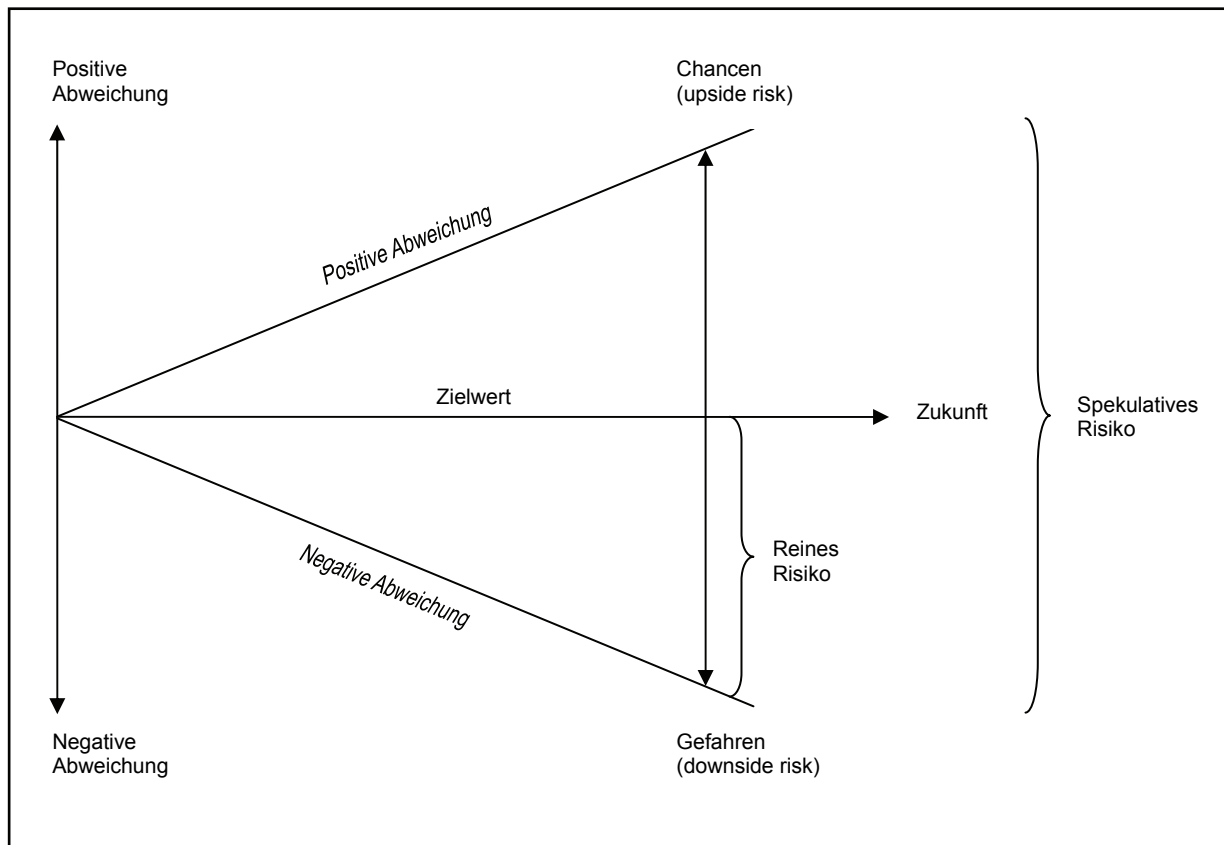 Positive
Abweichung
Chancen
(upside risk)
Positive Abweichung
Zielwert
Zukunft
Spekulatives
Risiko
Reines
Risiko
Negative Abweichung
Negative
Abweichung
Gefahren
(downside risk)